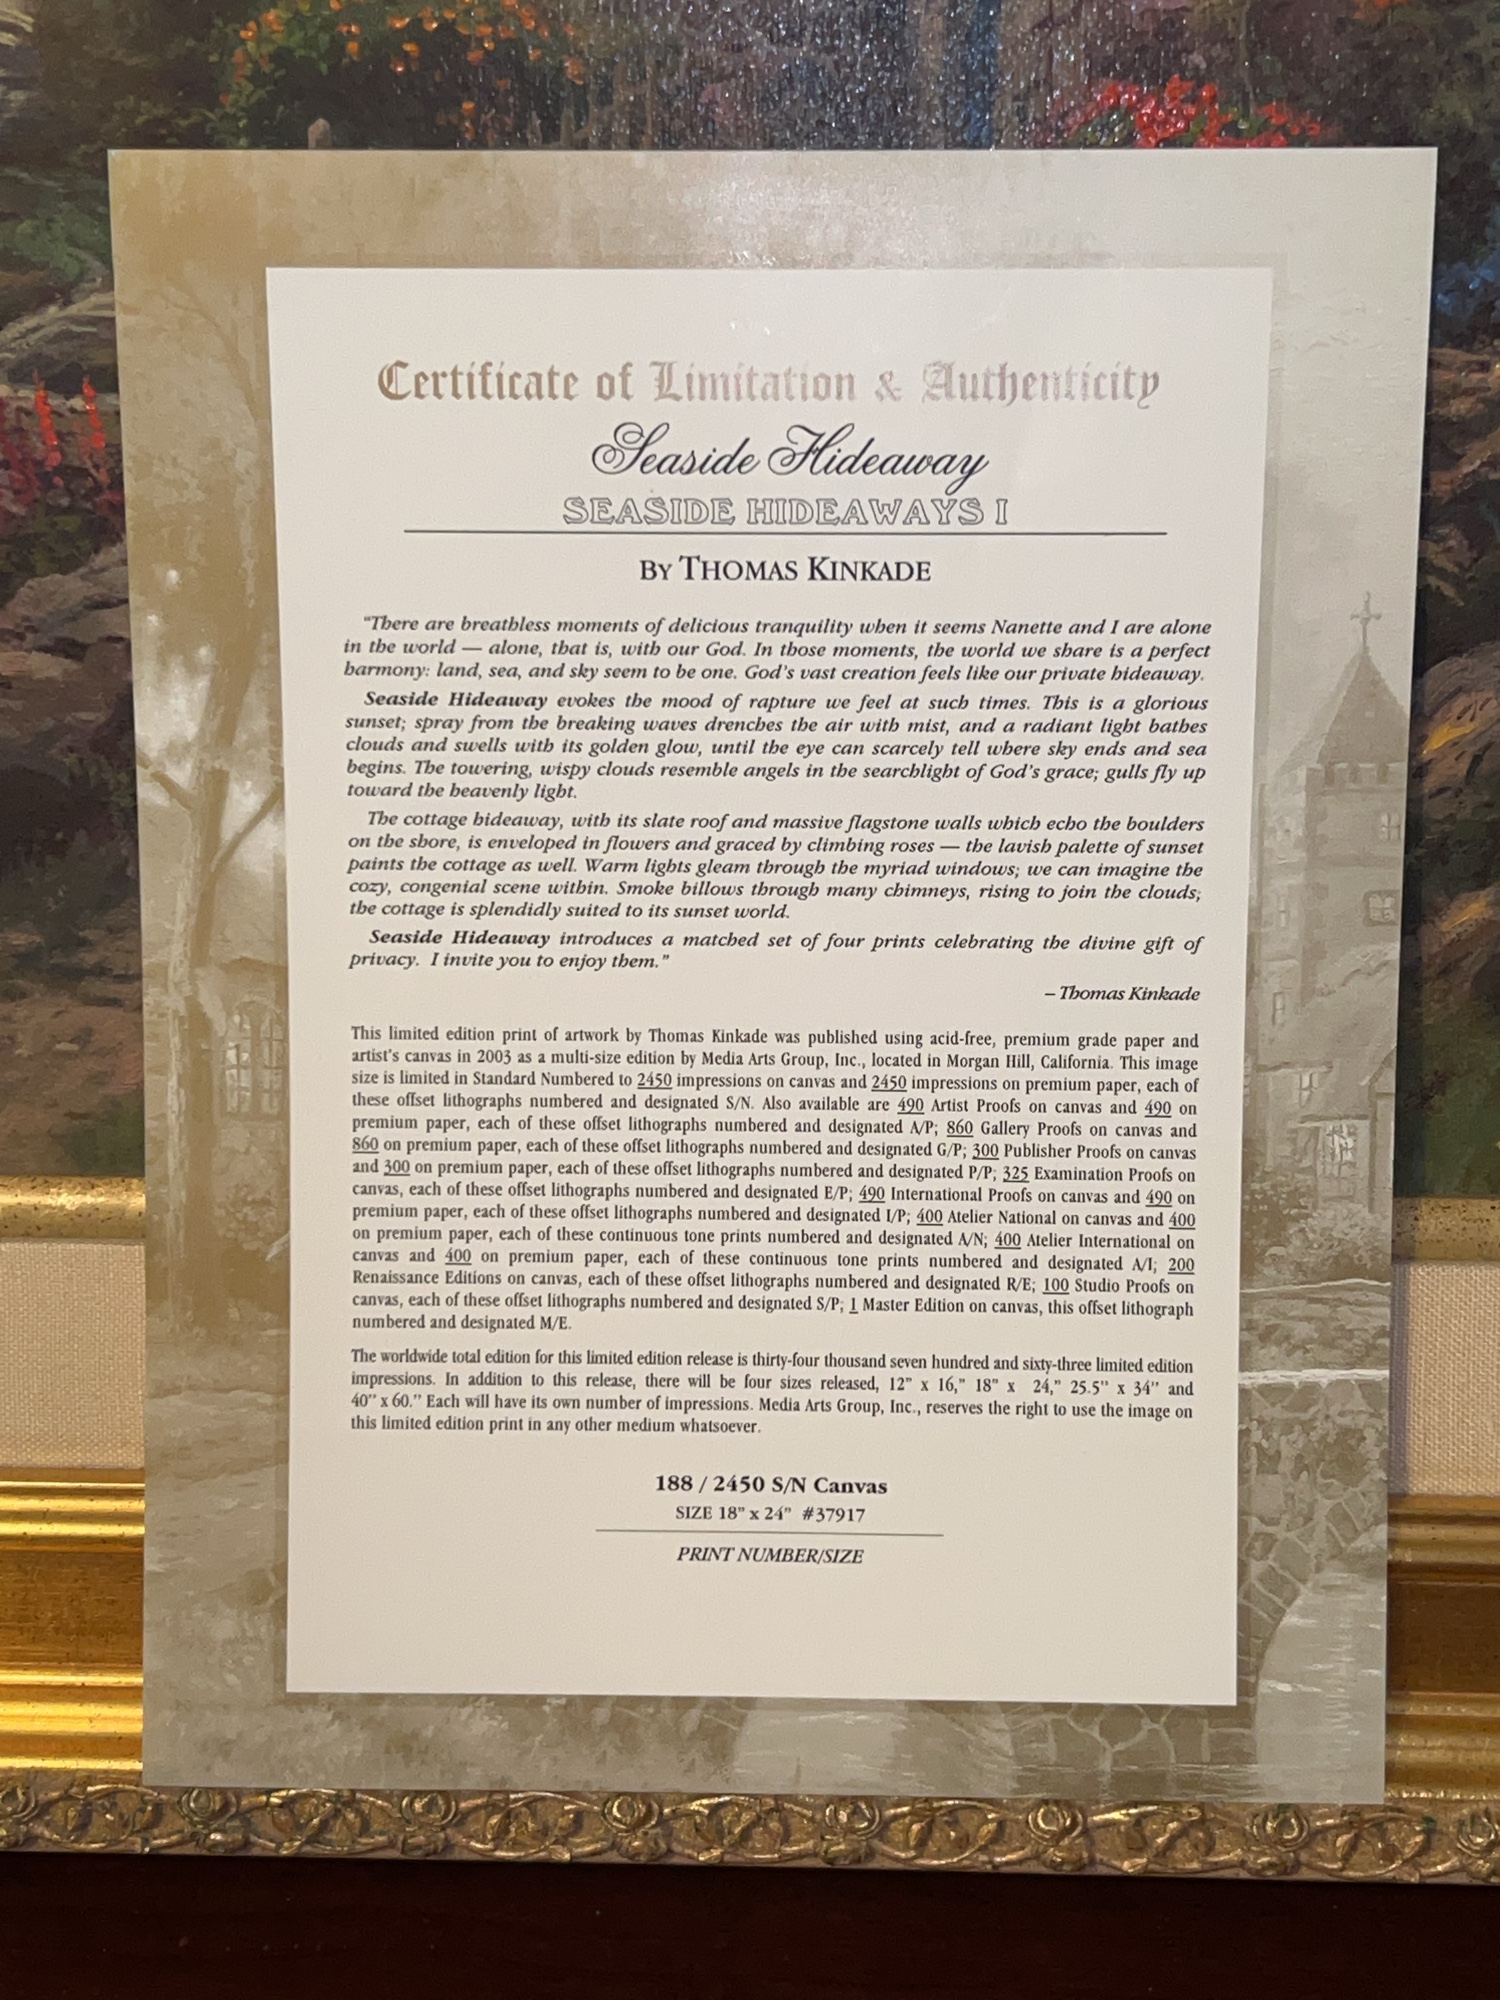 Certificate of Limitation & Authenticity
Seaside Hideaway
SEASIDE HIDEAWAYS I
BY THOMAS KINKADE
"There are breathless moments of delicious tranquility when it seems Nanette and I are alone
in the world — alone, that is, with our God. In those moments, the world we share is a perfect
harmony: land, sea, and sky seem to be one. God's vast creation feels like our private hideaway.
Seaside Hideaway evokes the mood of rapture we feel at such times. This is a glorious
sunset; spray from the breaking waves drenches the air with mist, and a radiant light bathes
clouds and swells with its golden glow, until the eye can scarcely tell where sky ends and sea
begins. The towering, wispy clouds resemble angels in the searchlight of God's grace; gulls fly up
toward the heavenly light.
The cottage hideaway, with its slate roof and massive flagstone walls which echo the boulders
on the shore, is enveloped in flowers and graced by climbing roses — the lavish palette of sunset
paints the cottage as well. Warm lights gleam through the myriad windows; we can imagine the
cozy, congenial scene within. Smoke billows through many chimneys, rising to join the clouds;
the cottage is splendidly suited to its sunset world.
Seaside Hideaway introduces a matched set of four prints celebrating the divine gift of
privacy. I invite you to enjoy them."
– Thomas Kinkade
This limited edition print of artwork by Thomas Kinkade was published using acid-free, premium grade paper and
artist's canvas in 2003 as a multi-size edition by Media Arts Group, Inc., located in Morgan Hill, California. This image
size is limited in Standard Numbered to 2450 impressions on canvas and 2450 impressions on premium paper, each of
these offset lithographs numbered and designated S/N. Also available are 490 Artist Proofs on canvas and 490 on
premium paper, each of these offset lithographs numbered and designated A/P; 860 Gallery Proofs on canvas and
860 on premium paper, each of these offset lithographs numbered and designated G/P; 300 Publisher Proofs on canvas
and 300 on premium paper, each of these offset lithographs numbered and designated P/P; 325 Examination Proofs on
canvas, each of these offset lithographs numbered and designated E/P; 490 International Proofs on canvas and 490 on
premium paper, each of these offset lithographs numbered and designated I/P; 400 Atelier National on canvas and 400
on premium paper, each of these continuous tone prints numbered and designated A/N; 400 Atelier International on
canvas and 400 on premium paper, each of these continuous tone prints numbered and designated A/I; 200
Renaissance Editions on canvas, each of these offset lithographs numbered and designated R/E; 100 Studio Proofs on
canvas, each of these offset lithographs numbered and designated S/P; 1 Master Edition on canvas, this offset lithograph
numbered and designated M/E.
The worldwide total edition for this limited edition release is thirty-four thousand seven hundred and sixty-three limited edition
impressions. In addition to this release, there will be four sizes released, 12" x 16," 18" x 24," 25.5" x 34" and
40" x 60." Each will have its own number of impressions. Media Arts Group, Inc., reserves the right to use the image on
this limited edition print in any other medium whatsoever.
188 / 2450 S/N Canvas
SIZE 18" x 24" #37917
PRINT NUMBER/SIZE